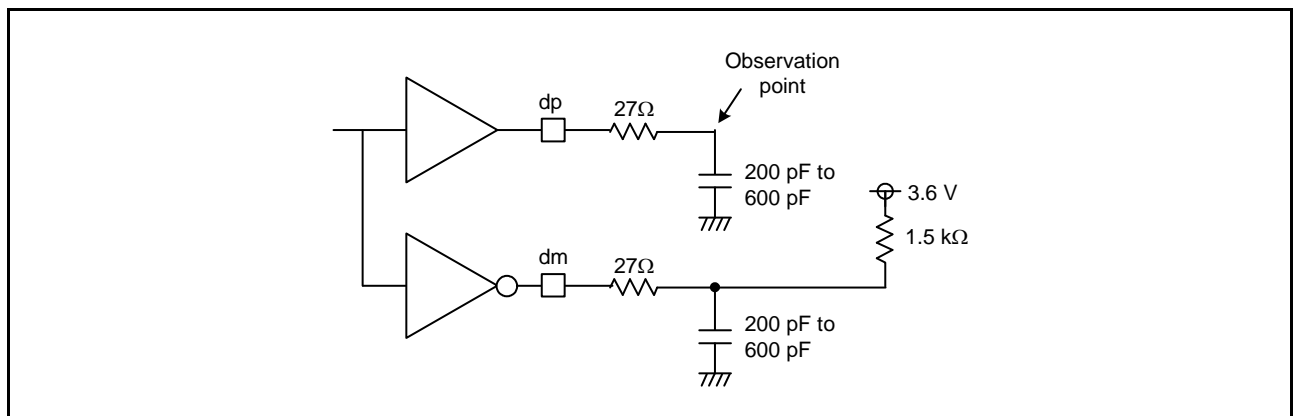 Observation
point
dp
27Ω
200 pF to
600 pF
3.6 V
1.5 kΩ
dm
27Ω
200 pF to
600 pF